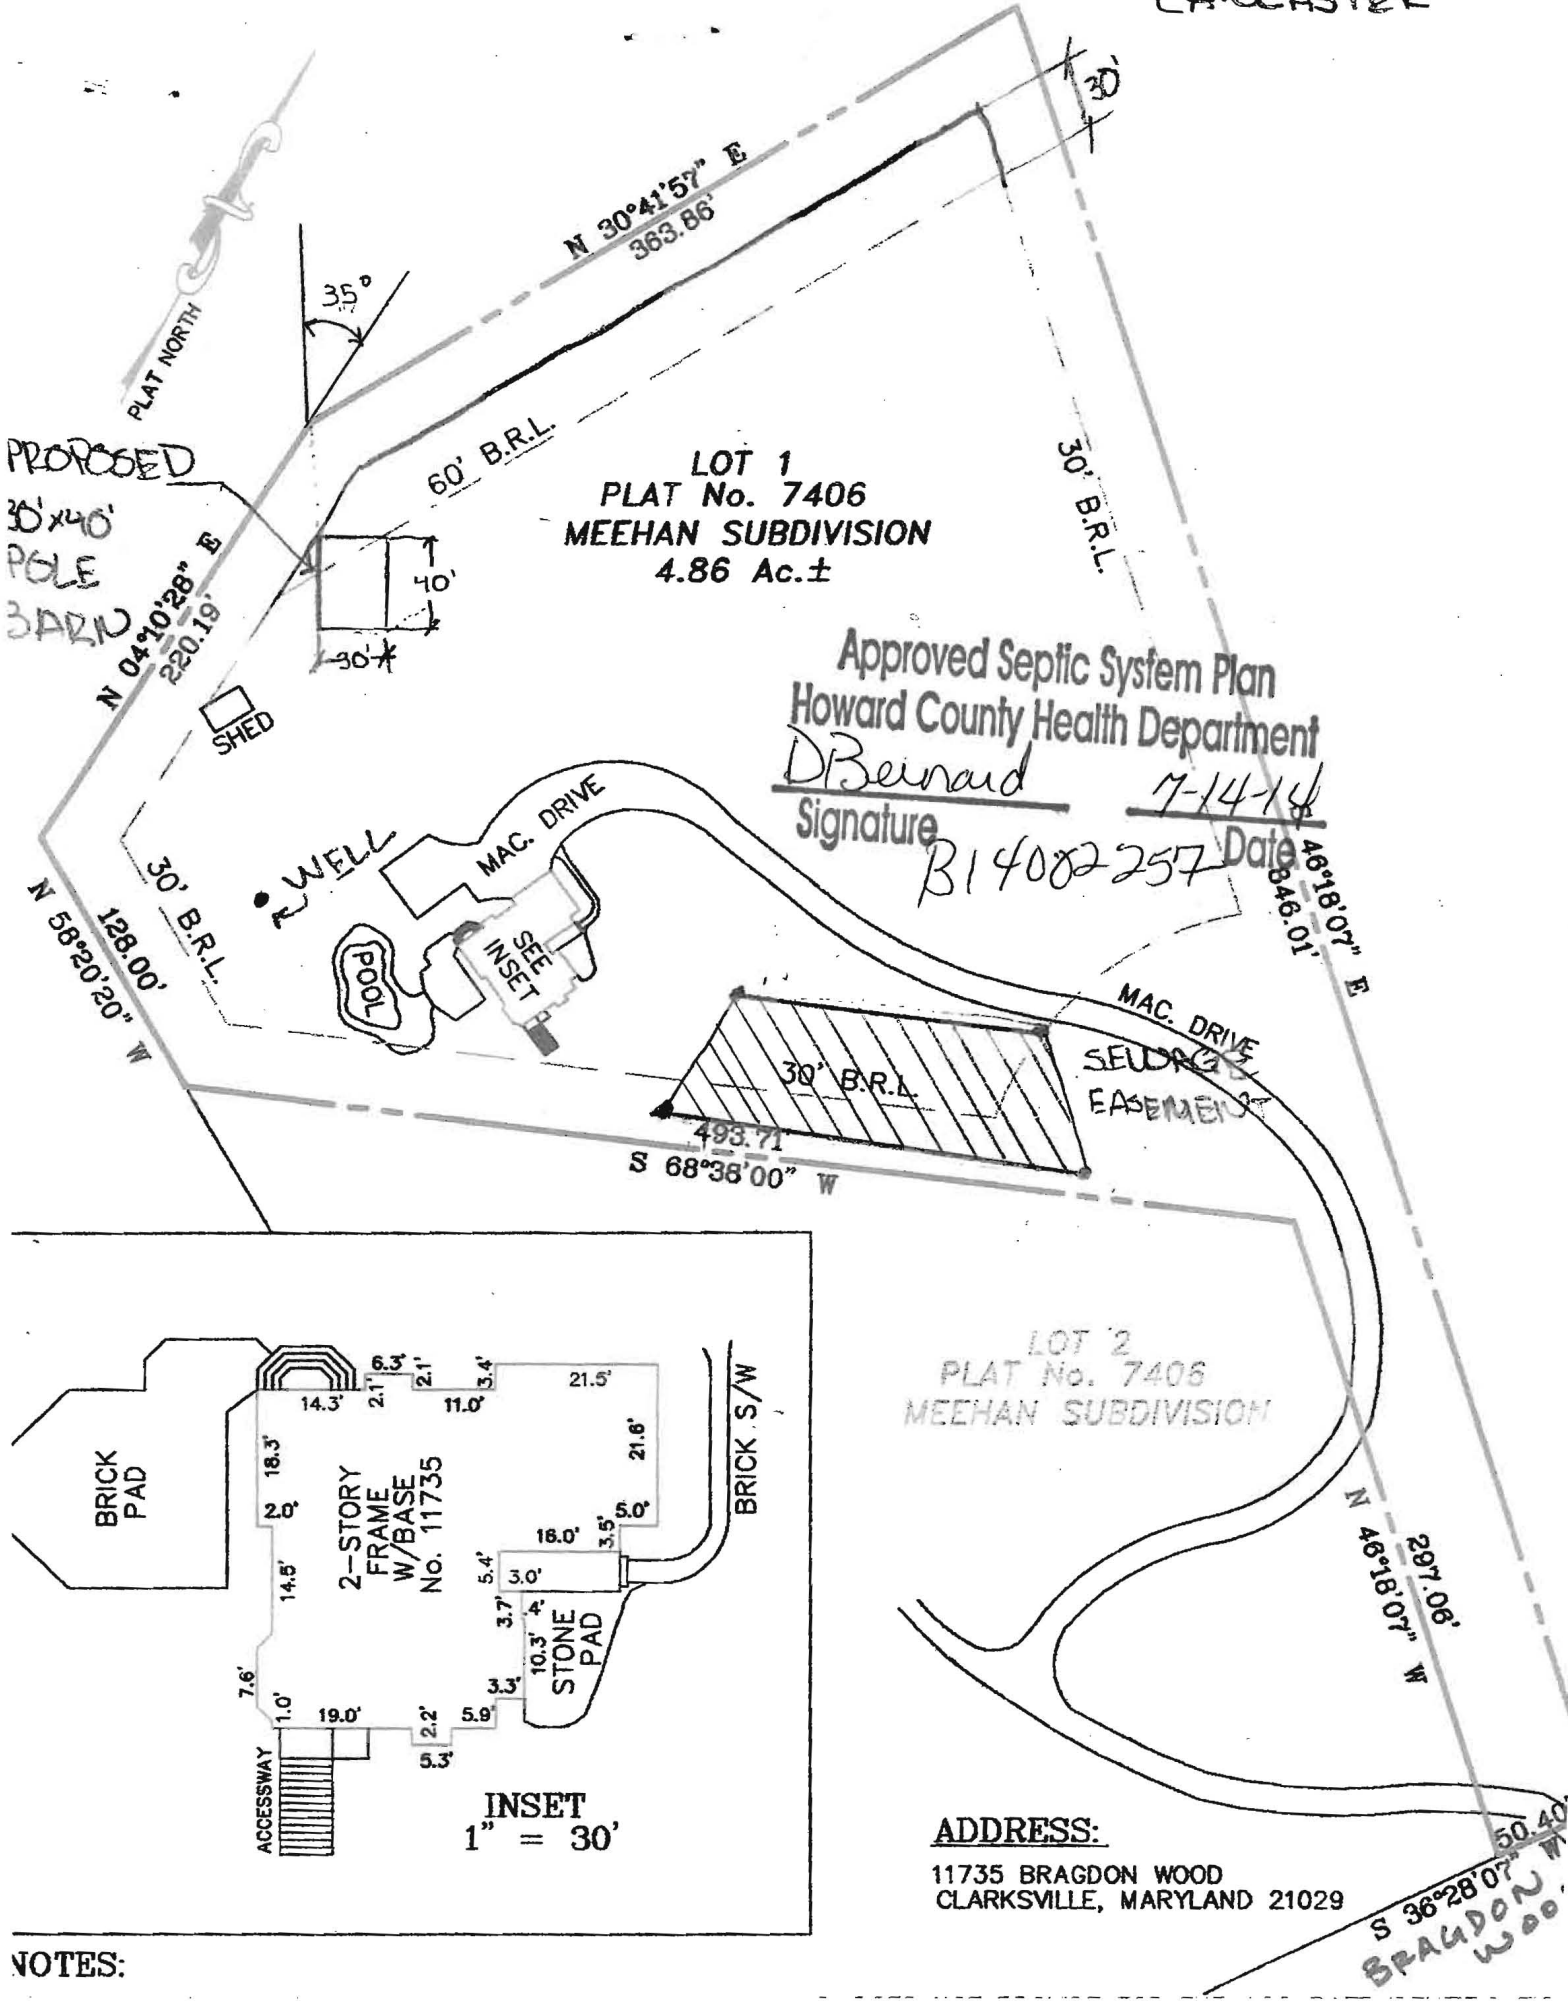 LANCASTER
30'
N 30°41'57" E
363.86'
35°
PLAT NORTH
PROPOSED
30'x40'
POLE
BARN
60' B.R.L.
LOT 1
PLAT No. 7406
MEEHAN SUBDIVISION
4.86 Ac.±
30' B.R.L.
40'
30'
N 04°10'28" E
220.19'
SHED
Approved Septic System Plan
Howard County Health Department
DBernard 7-14-14
Signature Date
B14002257
46°18'07" E
846.01'
MAC. DRIVE
WELL
30' B.R.L.
128.00'
N 58°20'20" W
POOL
SEE
INSET
MAC. DRIVE
SEWAGE
EASEMENT
30' B.R.L.
493.71'
S 68°38'00" W
LOT 2
PLAT No. 7406
MEEHAN SUBDIVISION
6.3'
2.1'
3.4'
21.5'
14.3'
2.1'
11.0'
18.3'
21.6'
BRICK
PAD
2-STORY
FRAME
W/BASE
No. 11735
BRICK S/W
2.0'
5.0'
16.0'
3.5'
14.5'
5.4'
3.0'
3.7'
.4'
10.3'
STONE
PAD
7.6'
3.3'
1.0'
19.0'
2.2'
5.9'
5.3'
ACCESSWAY
INSET
1" = 30'
297.06'
N 46°18'07" W
ADDRESS:
11735 BRAGDON WOOD
CLARKSVILLE, MARYLAND 21029
50.40'
S 36°28'07" W
BRAGDON
WOOD
NOTES: